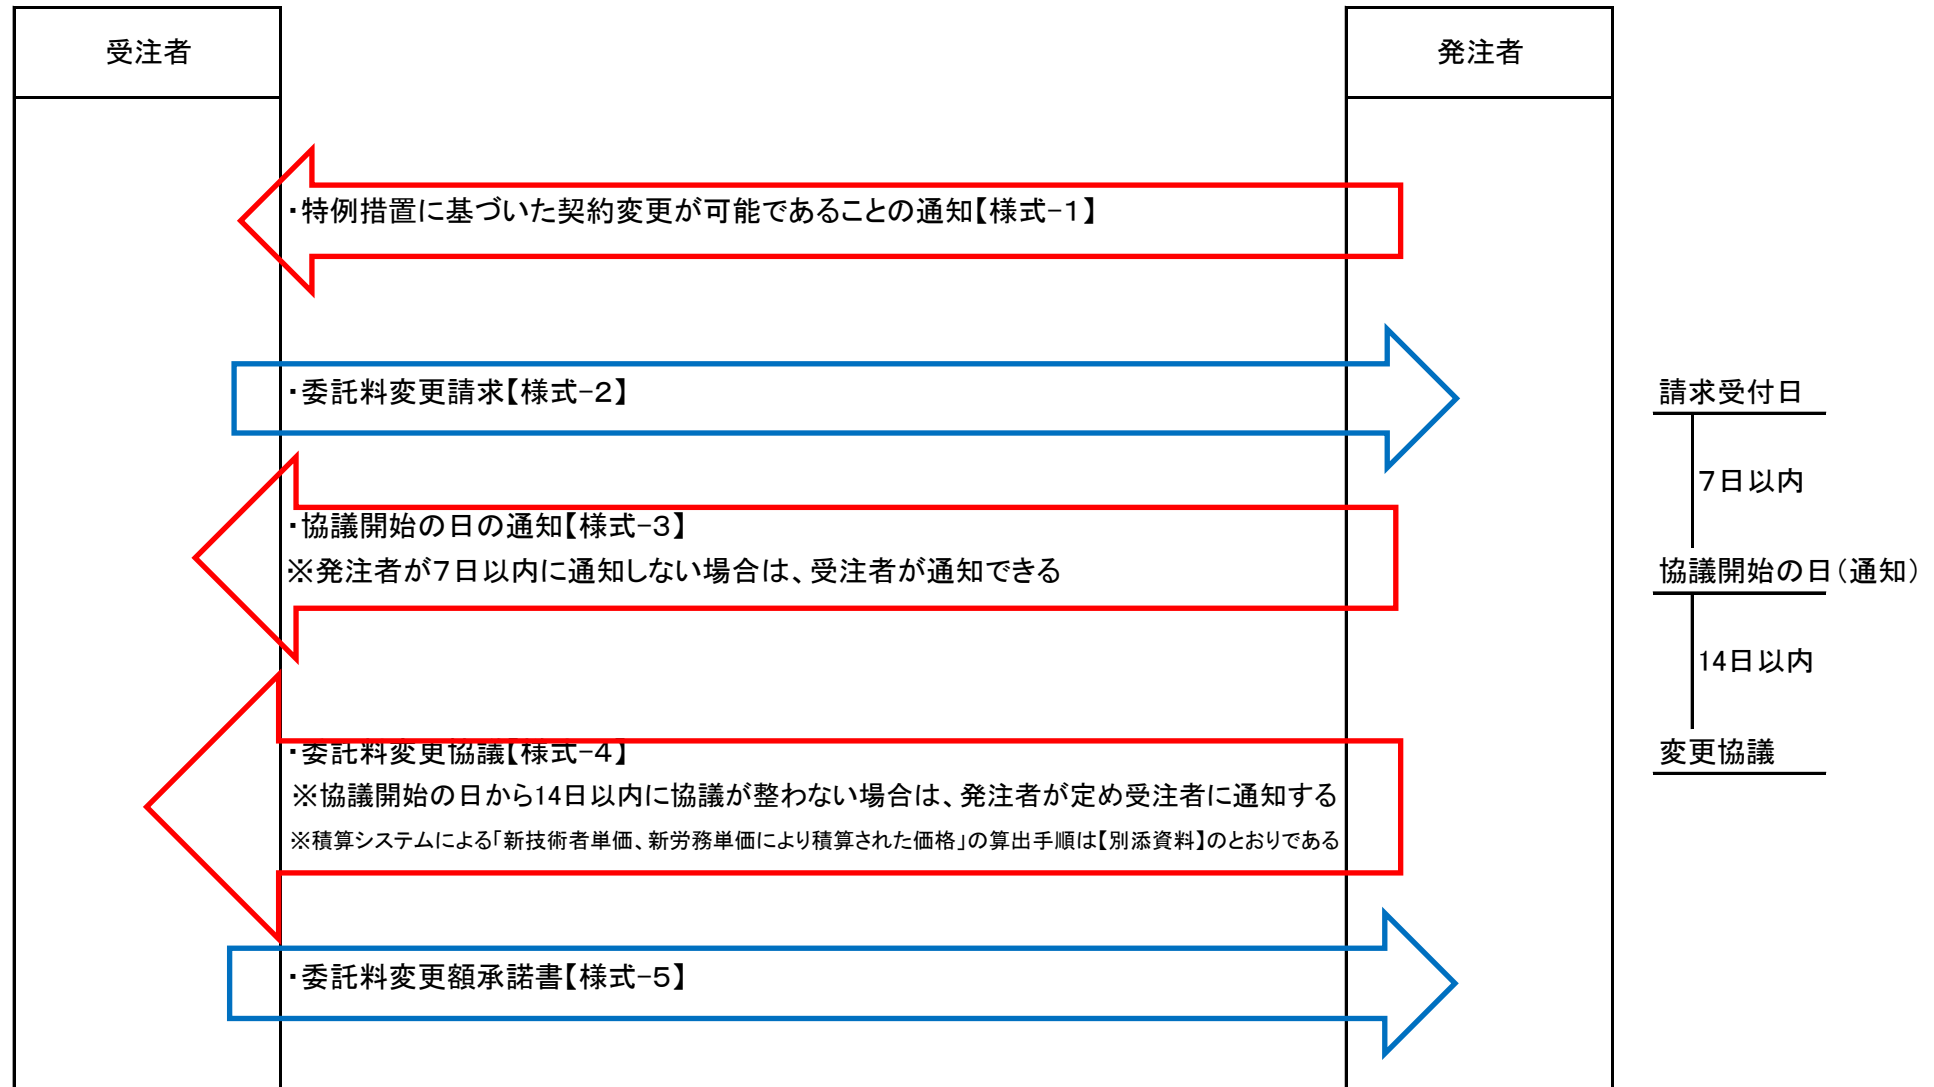 受注者
発注者
・特例措置に基づいた契約変更が可能であることの通知【様式-1】
・委託料変更請求【様式-2】
請求受付日
7日以内
・協議開始の日の通知【様式-3】
※発注者が7日以内に通知しない場合は、受注者が通知できる
協議開始の日(通知)
14日以内
・委託料変更協議【様式-4】
変更協議
※協議開始の日から14日以内に協議が整わない場合は、発注者が定め受注者に通知する
※積算システムによる「新技術者単価、新労務単価により積算された価格」の算出手順は【別添資料】のとおりである
・委託料変更額承諾書【様式-5】